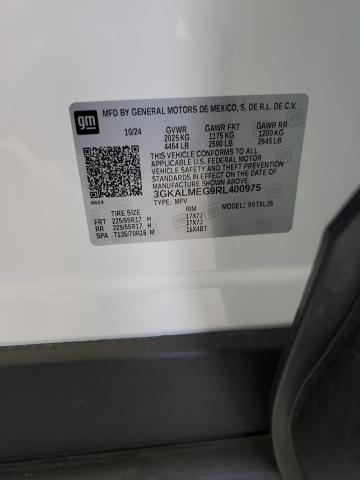 gm
MFD BY GENERAL MOTORS DE MEXICO, S. DE R.L. DE C.V.
10/24 GVWR GAWR FRT GAWR RR
2025 KG 1175 KG 1200 KG
4464 LB 2590 LB 2645 LB
THIS VEHICLE CONFORMS TO ALL
APPLICABLE U.S. FEDERAL MOTOR
VEHICLE SAFETY AND THEFT
PREVENTION STANDARDS IN
EFFECT ON THE DATE OF
MANUFACTURE SHOWN ABOVE.
3GKALMEG9RL400975
TYPE: MPV MODEL: 9STXL26
TIRE SIZE RIM
FRT 225/65R17 H 17X7J
RR 225/65R17 H 17X7J
SPA T135/70R16 M 16X4BT